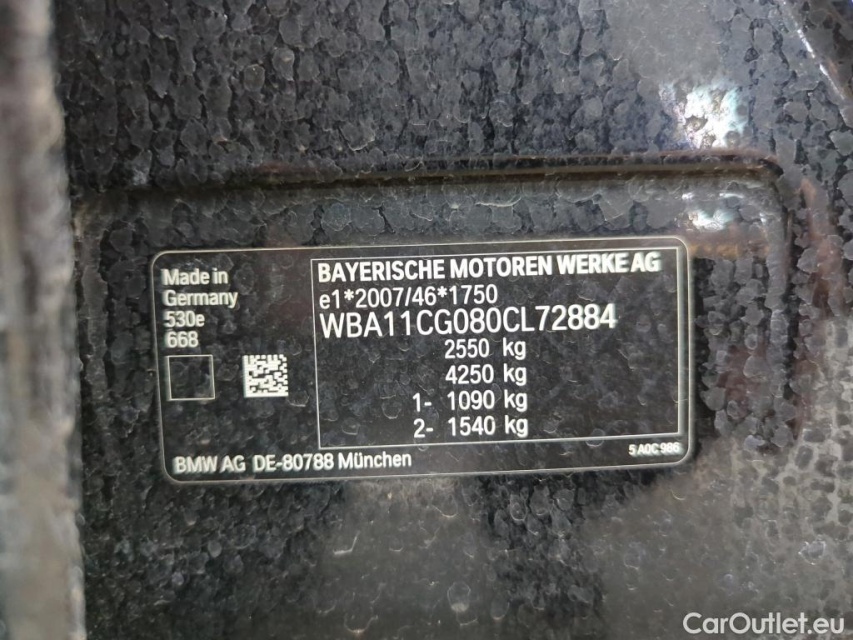 Made in
Germany
530e
668
BAYERISCHE MOTOREN WERKE AG
e1*2007/46*1750
WBA11CG080CL72884
2550 kg
4250 kg
1- 1090 kg
2- 1540 kg
BMW AG DE-80788 München
5 A0C 986
CarOutlet.eu